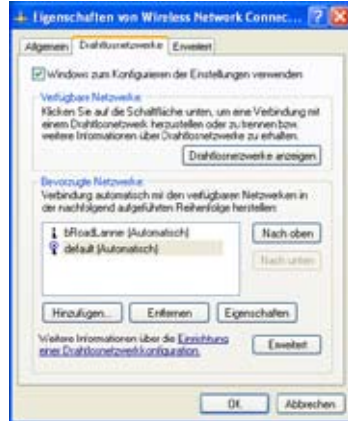 Eigenschaften von Wireless Network Connec...
Allgemein
Drahtlosnetzwerke
Erweitert
Windows zum Konfigurieren der Einstellungen verwenden
Verfügbare Netzwerke:
Klicken Sie auf die Schaltfläche unten, um eine Verbindung mit
einem Drahtlosnetzwerk herzustellen oder zu trennen bzw.
weitere Informationen über Drahtlosnetzwerke zu erhalten.
Drahtlosnetzwerke anzeigen
Bevorzugte Netzwerke:
Verbindung automatisch mit den verfügbaren Netzwerken in
der nachfolgend aufgeführten Reihenfolge herstellen:
bRoadLanner (Automatisch)
default (Automatisch)
Nach oben
Nach unten
Hinzufügen...
Entfernen
Eigenschaften
Weitere Informationen über die Einrichtung
einer Drahtlosnetzwerkkonfiguration.
Erweitert
OK
Abbrechen